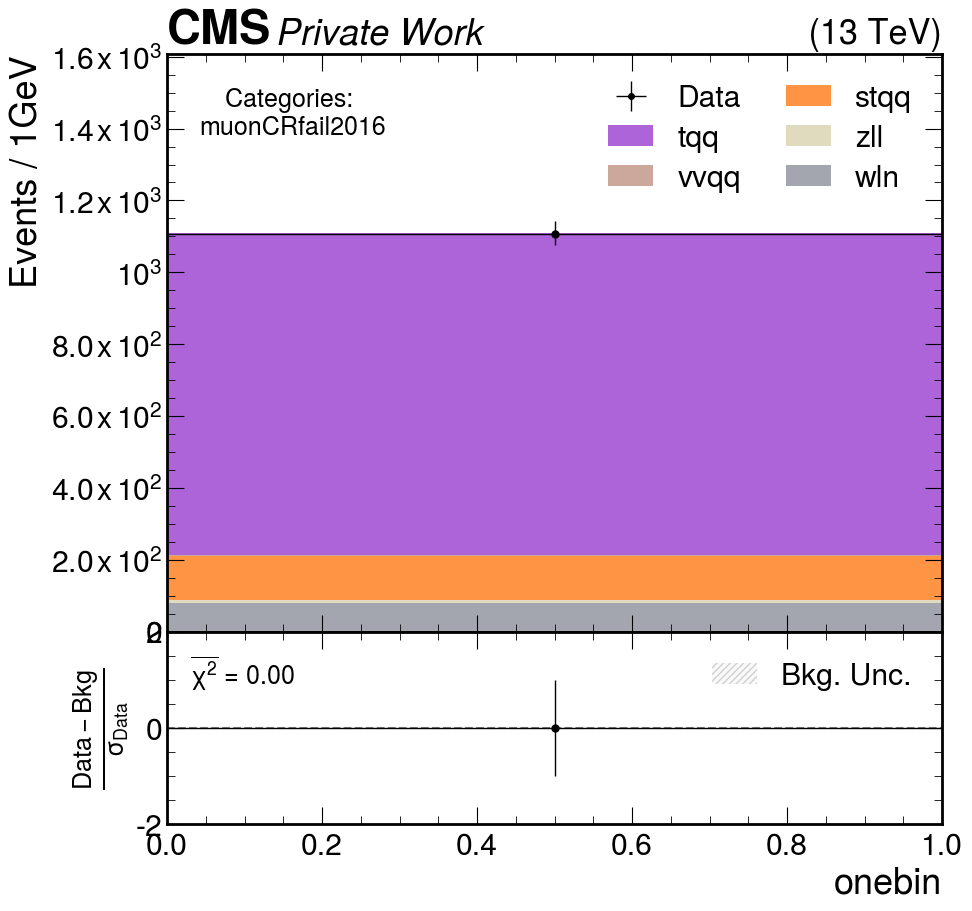 CMS Private Work (13 TeV)
Events / 1GeV
1.6 x 10³
1.4 x 10³
1.2 x 10³
10³
8.0 x 10²
6.0 x 10²
4.0 x 10²
2.0 x 10²
0
Categories:
muonCRfail2016
Data
tqq
vvqq
stqq
zll
wln
Data – Bkg
σData
2
0
-2
χ² = 0.00
Bkg. Unc.
0.0 0.2 0.4 0.6 0.8 1.0
onebin